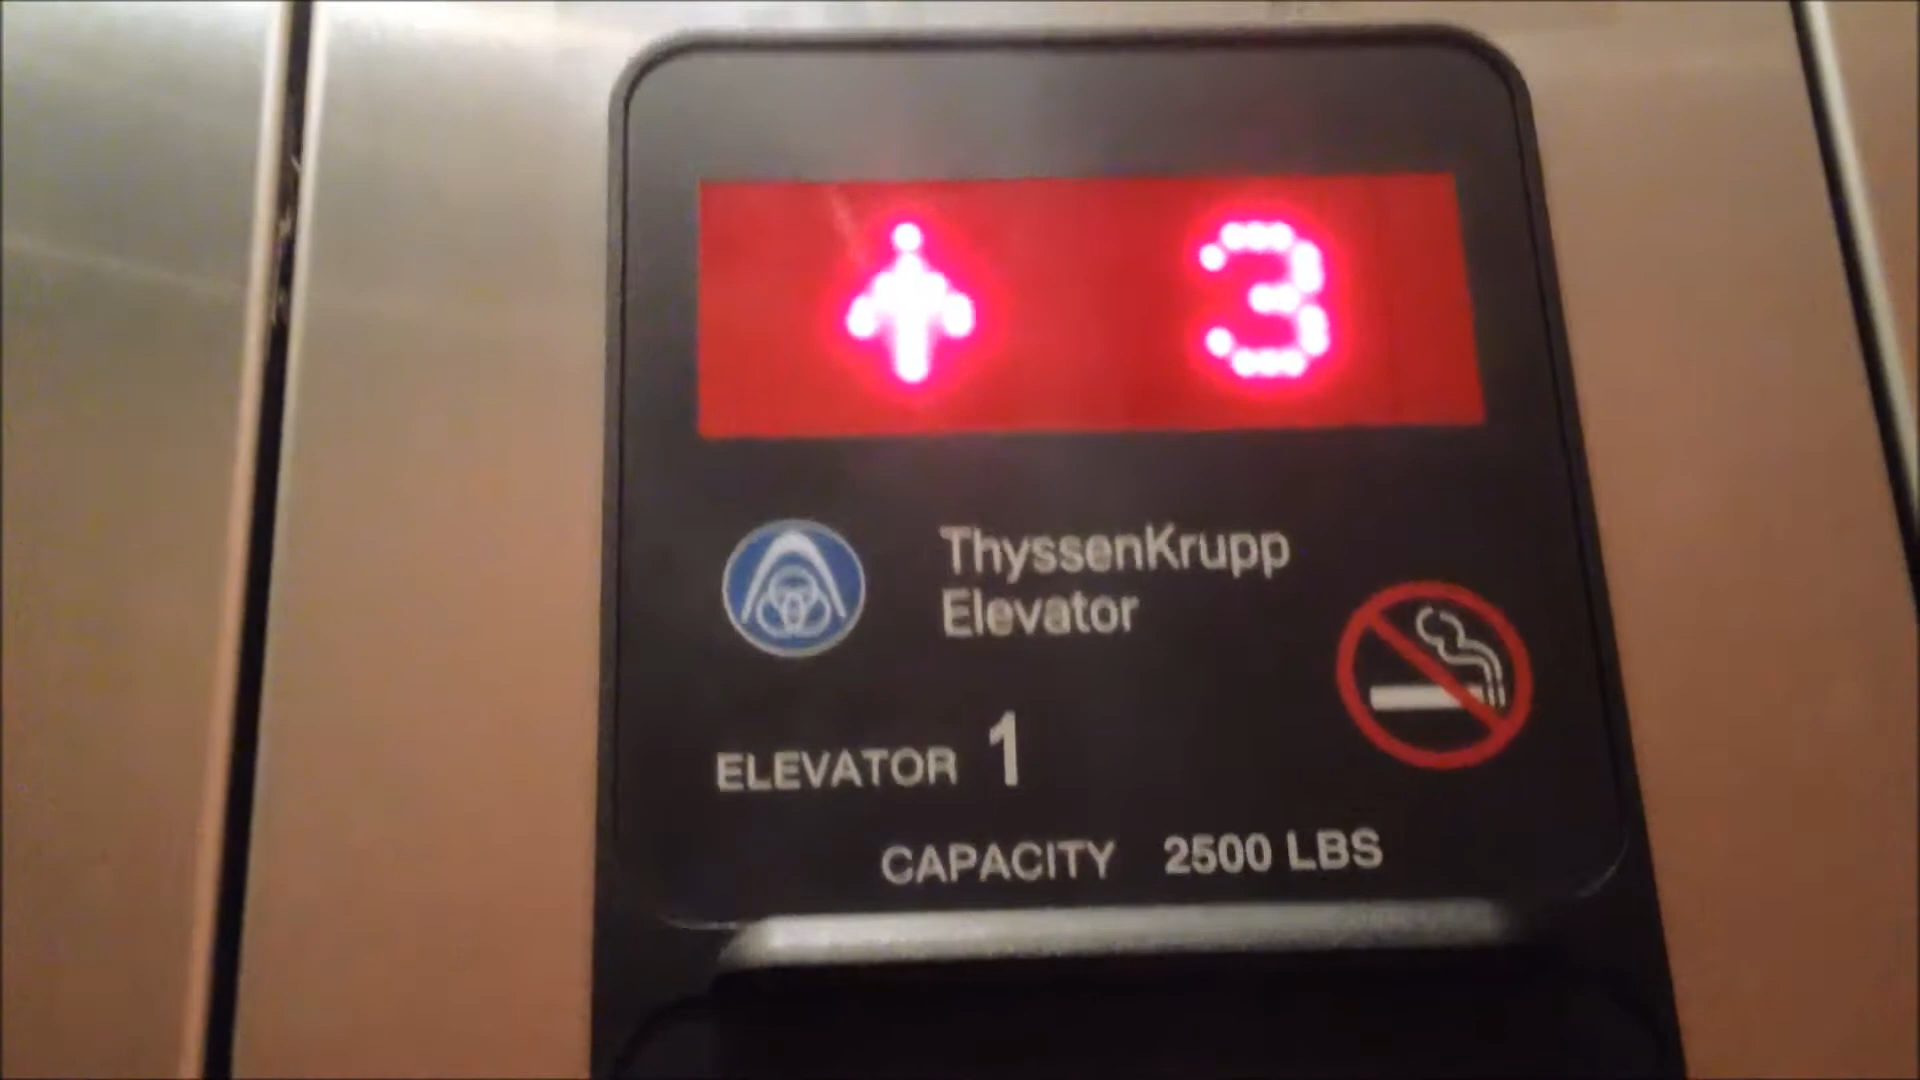 3
ThyssenKrupp
Elevator
ELEVATOR 1
CAPACITY 2500 LBS